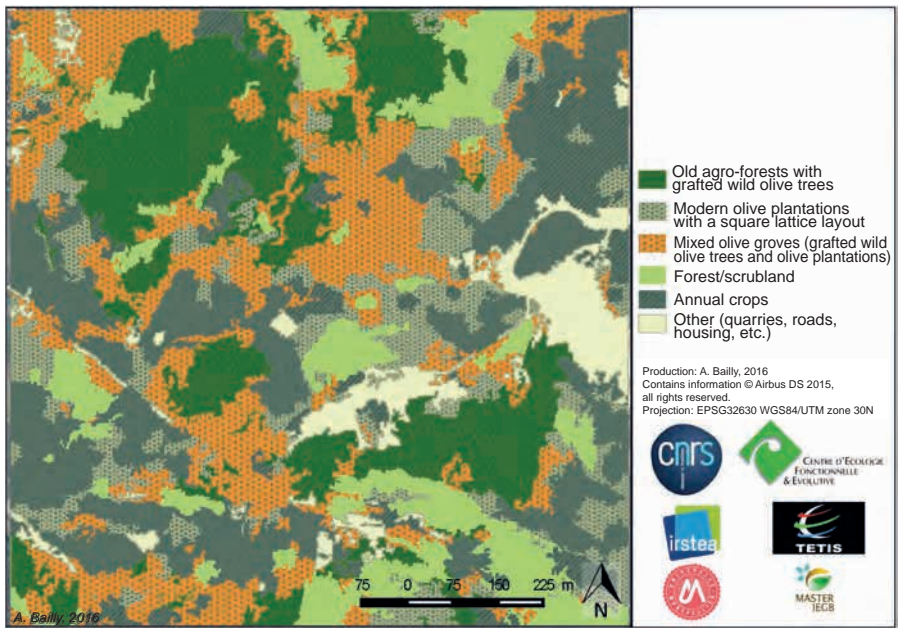 Old agro-forests with
grafted wild olive trees
Modern olive plantations
with a square lattice layout
Mixed olive groves (grafted wild
olive trees and olive plantations)
Forest/scrubland
Annual crops
Other (quarries, roads,
housing, etc.)
Production: A. Bailly, 2016
Contains information © Airbus DS 2015,
all rights reserved.
Projection: EPSG32630 WGS84/UTM zone 30N
cnrs
CENTRE D'ECOLOGIE
FONCTIONNELLE
& EVOLUTIVE
irstea
TETIS
MASTER
IEGB
75 0 75 150 225 m
N
A. Bailly, 2016